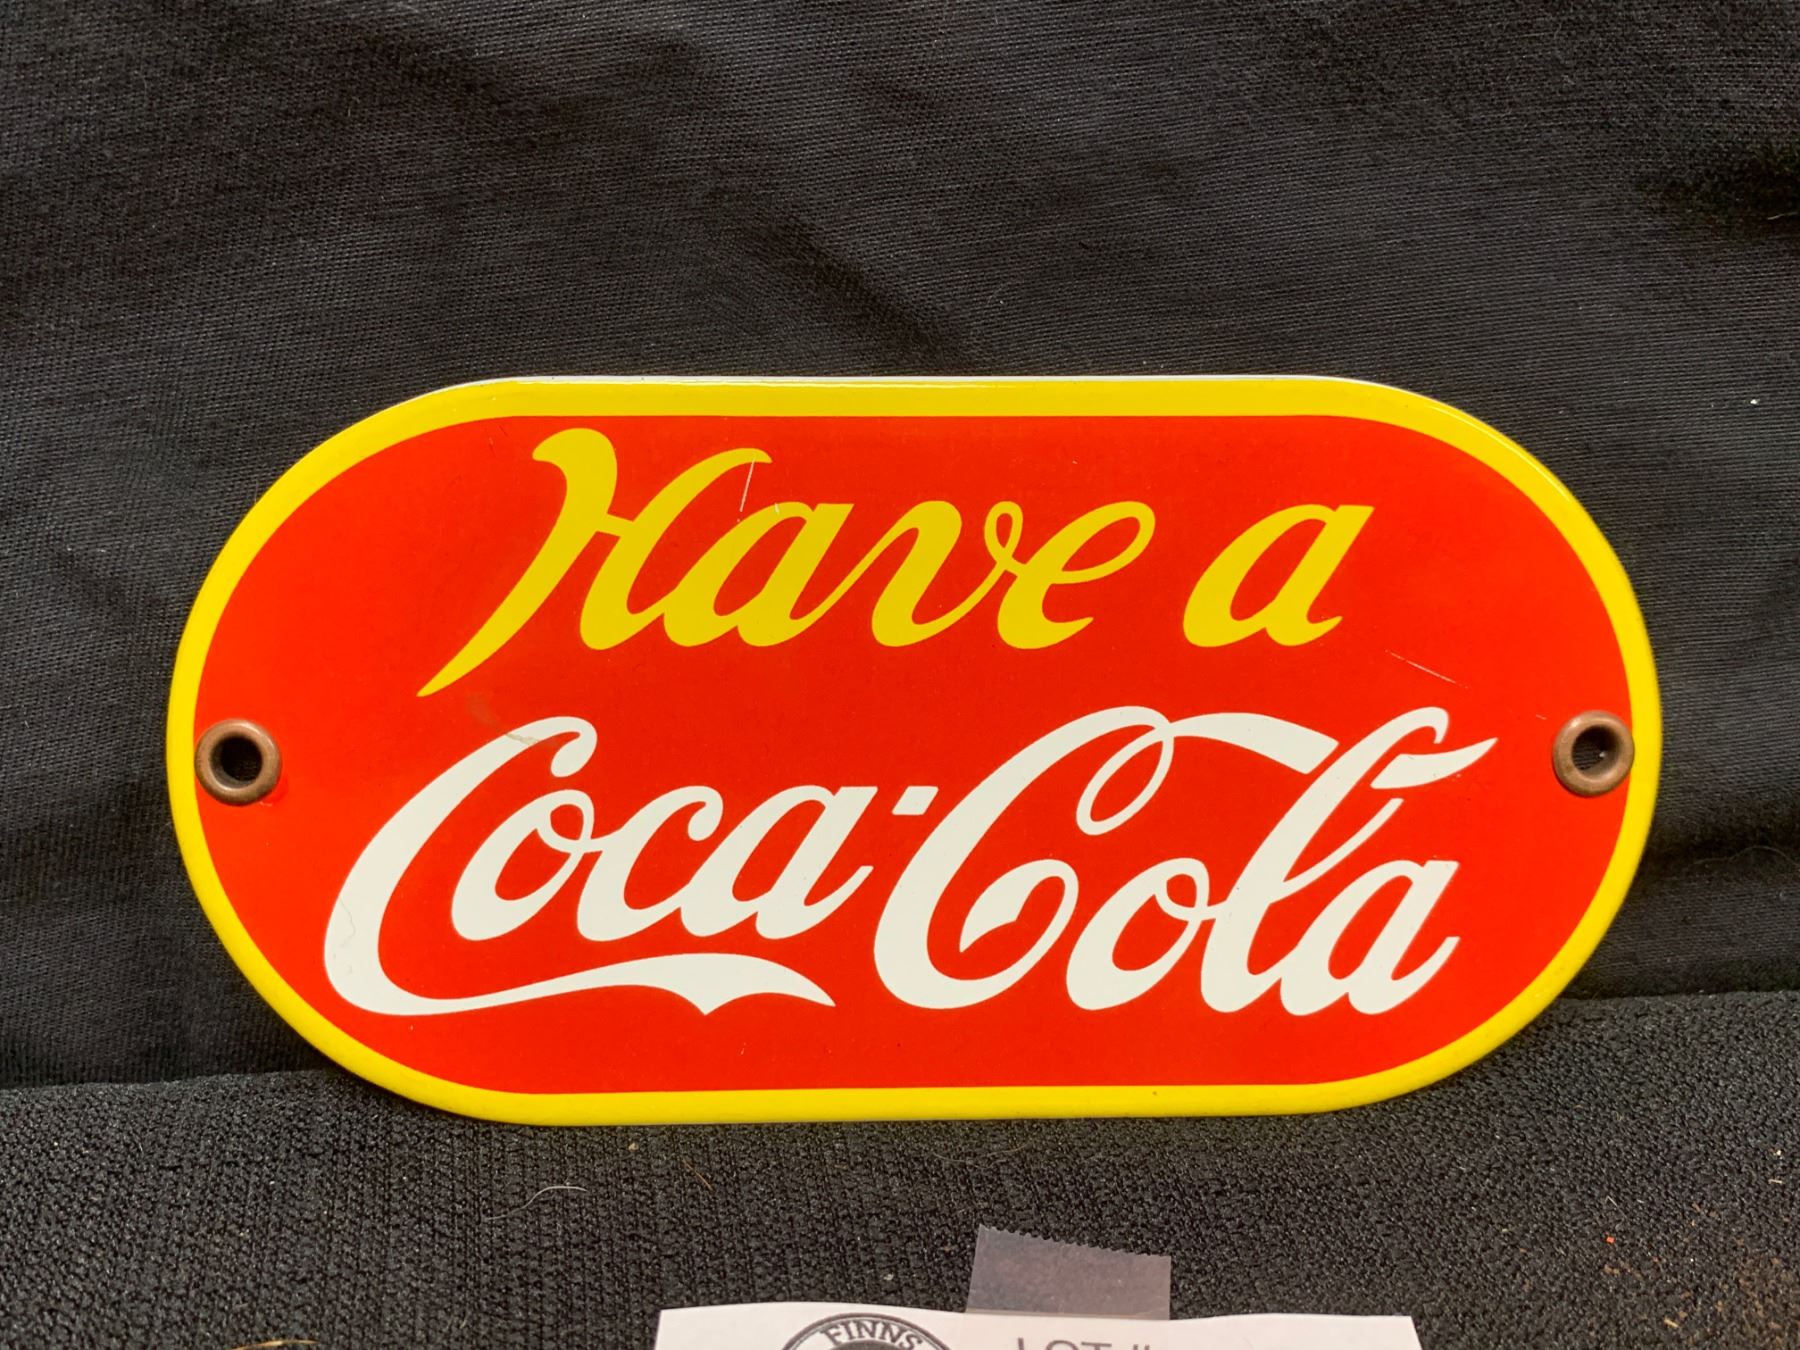 Have a
Coca-Cola
FINNS
LOT #